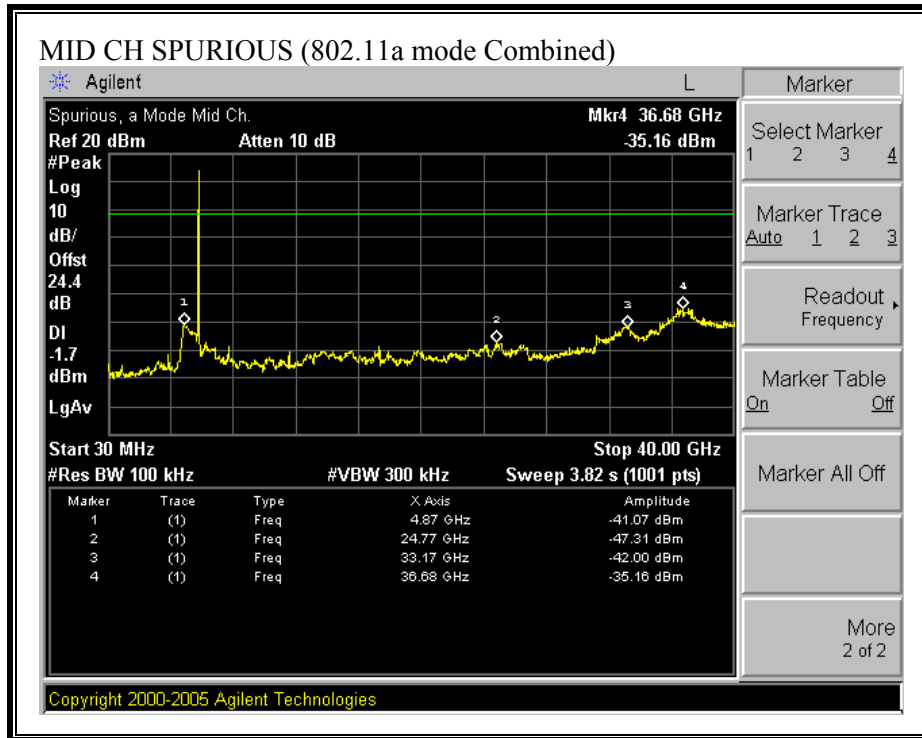 MID CH SPURIOUS (802.11a mode Combined)
Agilent L Marker
Spurious, a Mode Mid Ch. Mkr4 36.68 GHz
Ref 20 dBm Atten 10 dB -35.16 dBm
#Peak
Log
10
dB/
Offst
24.4
dB
DI
-1.7
dBm
LgAv
1
2
3
4
Start 30 MHz Stop 40.00 GHz
#Res BW 100 kHz #VBW 300 kHz Sweep 3.82 s (1001 pts)
Marker Trace Type X Axis Amplitude
1 (1) Freq 4.87 GHz -41.07 dBm
2 (1) Freq 24.77 GHz -47.31 dBm
3 (1) Freq 33.17 GHz -42.00 dBm
4 (1) Freq 36.68 GHz -35.16 dBm
Select Marker
1 2 3 4
Marker Trace
Auto 1 2 3
Readout
Frequency
Marker Table
On Off
Marker All Off
More
2 of 2
Copyright 2000-2005 Agilent Technologies